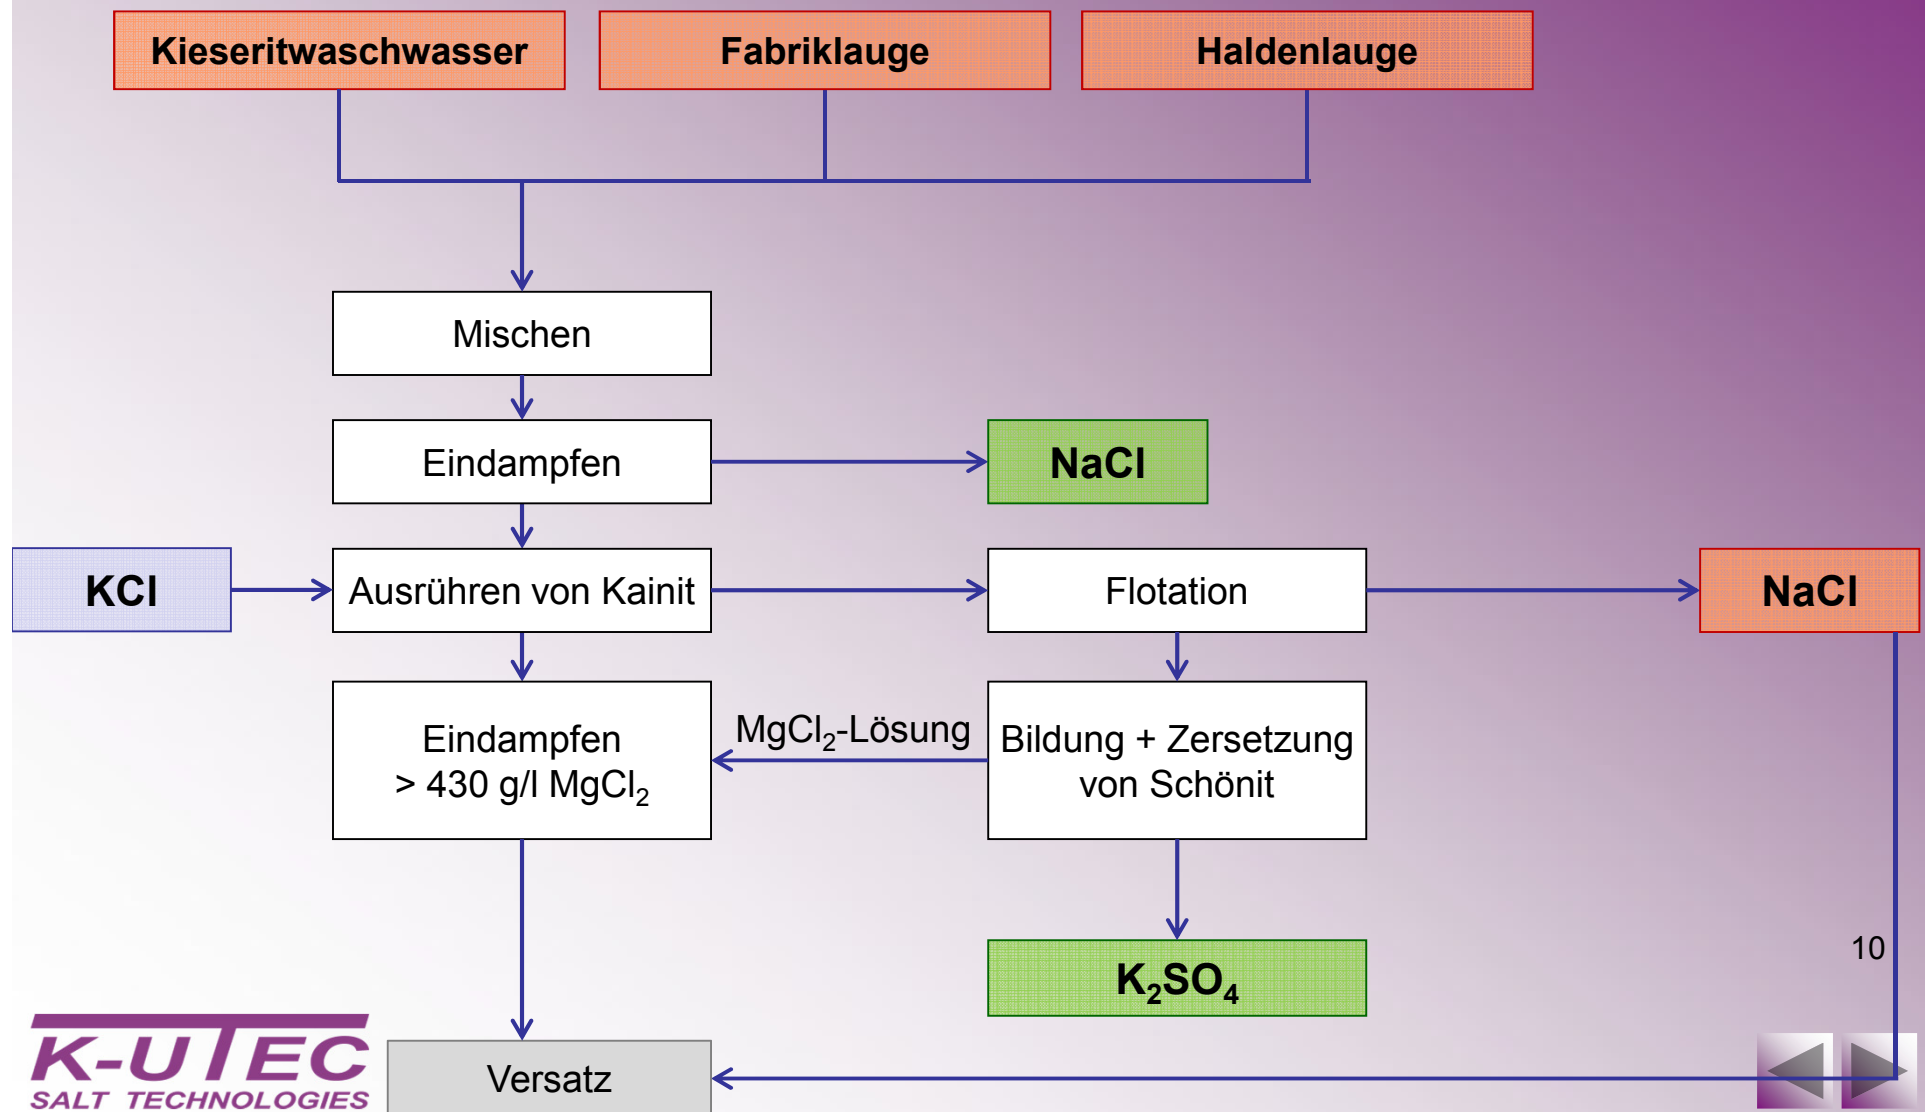 Kieseritwaschwasser
Fabriklauge
Haldenlauge
Mischen
Eindampfen
NaCl
KCl
Ausrühren von Kainit
Flotation
NaCl
Eindampfen
> 430 g/l MgCl₂
MgCl₂-Lösung
Bildung + Zersetzung
von Schönit
K₂SO₄
10
K-UTEC
SALT TECHNOLOGIES
Versatz